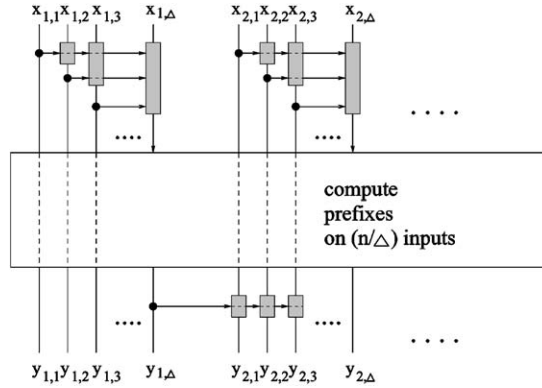 x1,1 x1,2 x1,3 x1,Δ x2,1 x2,2 x2,3 x2,Δ
.... ....
. . . .
compute
prefixes
on (n/Δ) inputs
.... .... . . . .
y1,1 y1,2 y1,3 y1,Δ y2,1 y2,2 y2,3 y2,Δ